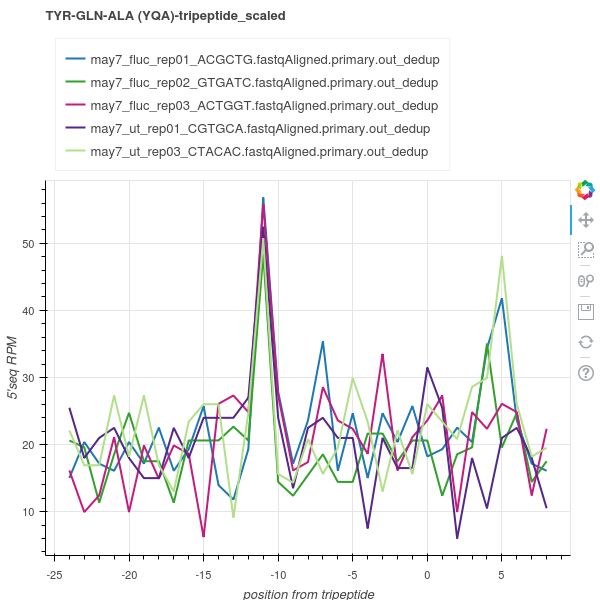 TYR-GLN-ALA (YQA)-tripeptide_scaled
may7_fluc_rep01_ACGCTG.fastqAligned.primary.out_dedup
may7_fluc_rep02_GTGATC.fastqAligned.primary.out_dedup
may7_fluc_rep03_ACTGGT.fastqAligned.primary.out_dedup
may7_ut_rep01_CGTGCA.fastqAligned.primary.out_dedup
may7_ut_rep03_CTACAC.fastqAligned.primary.out_dedup
5'seq RPM
50
40
30
20
10
-25 -20 -15 -10 -5 0 5
position from tripeptide